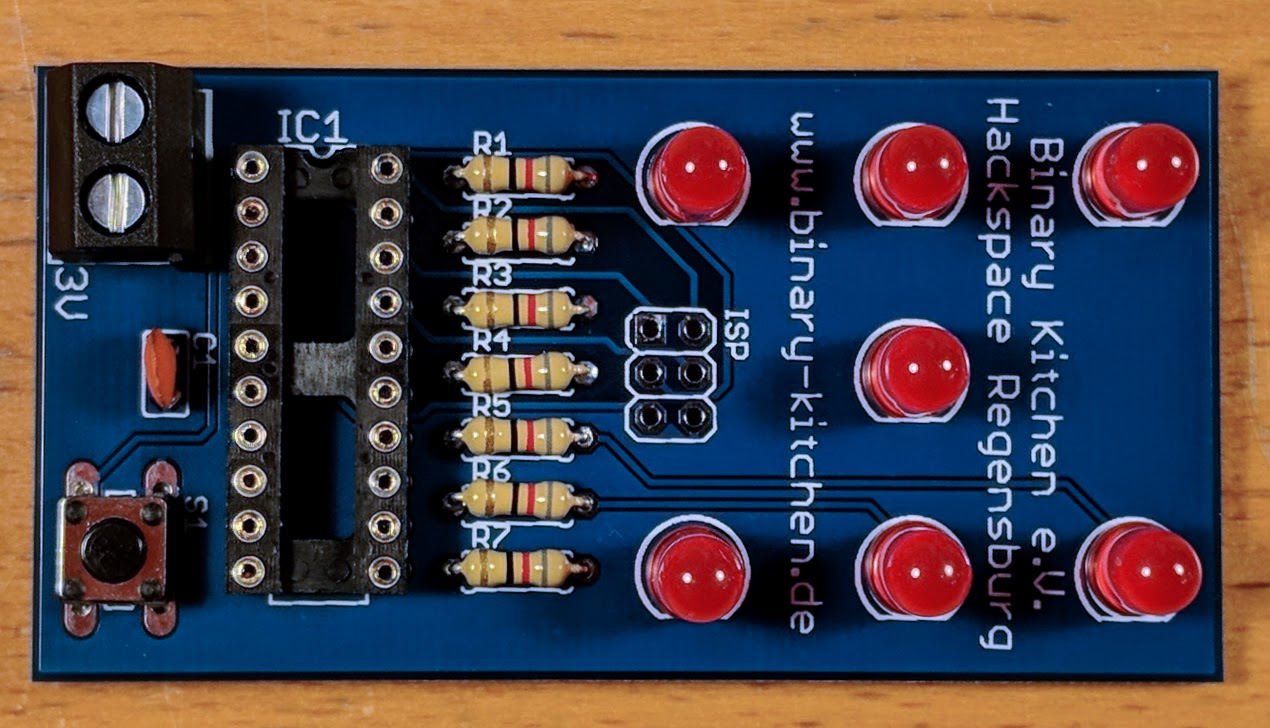 IC1
R1
R2
R3
R4
R5
R6
R7
3V
C1
S1
ISP
www.binary-kitchen.de
Binary Kitchen e.V.
Hackspace Regensburg